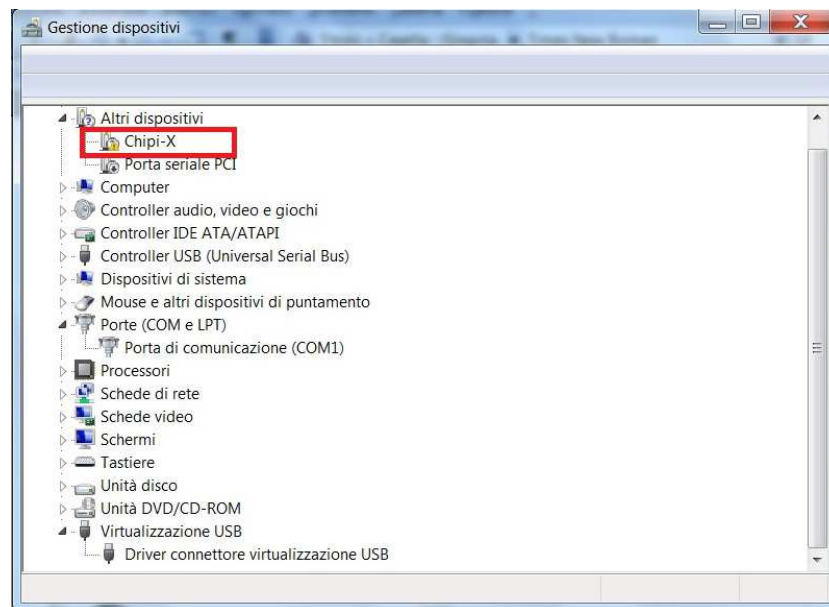 Gestione dispositivi
Altri dispositivi
Chipi-X
Porta seriale PCI
Computer
Controller audio, video e giochi
Controller IDE ATA/ATAPI
Controller USB (Universal Serial Bus)
Dispositivi di sistema
Mouse e altri dispositivi di puntamento
Porte (COM e LPT)
Porta di comunicazione (COM1)
Processori
Schede di rete
Schede video
Schermi
Tastiere
Unità disco
Unità DVD/CD-ROM
Virtualizzazione USB
Driver connettore virtualizzazione USB